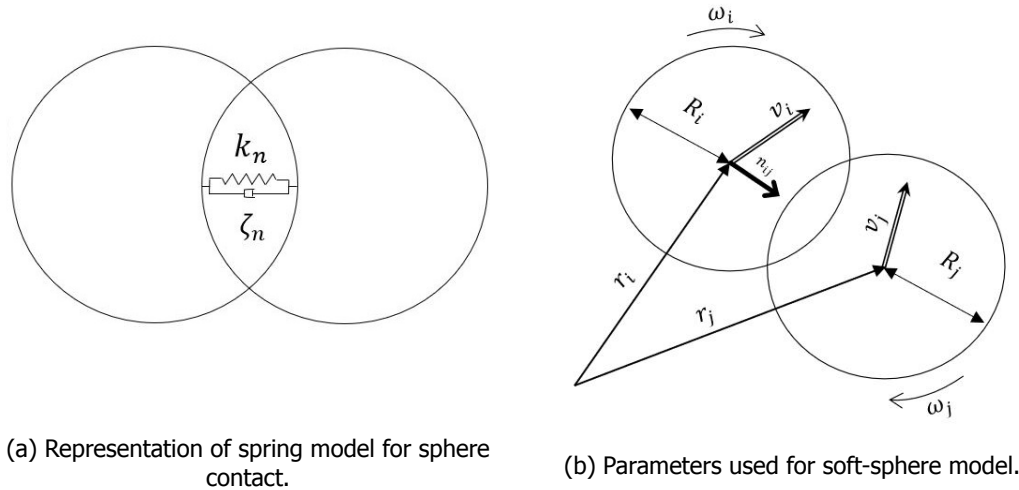 k_n
ζ_n
(a) Representation of spring model for sphere
contact.
ω_i
R_i
v_i
n_ij
v_j
R_j
r_i
r_j
ω_j
(b) Parameters used for soft-sphere model.